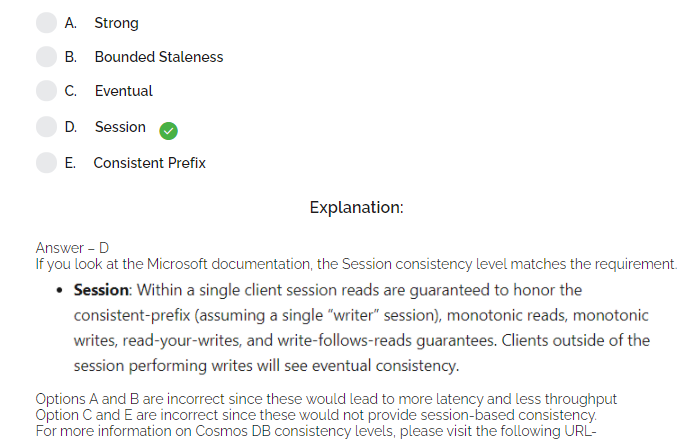 A. Strong
B. Bounded Staleness
C. Eventual
D. Session
E. Consistent Prefix
Explanation:
Answer – D
If you look at the Microsoft documentation, the Session consistency level matches the requirement.
• Session: Within a single client session reads are guaranteed to honor the
consistent-prefix (assuming a single "writer" session), monotonic reads, monotonic
writes, read-your-writes, and write-follows-reads guarantees. Clients outside of the
session performing writes will see eventual consistency.
Options A and B are incorrect since these would lead to more latency and less throughput
Option C and E are incorrect since these would not provide session-based consistency.
For more information on Cosmos DB consistency levels, please visit the following URL-